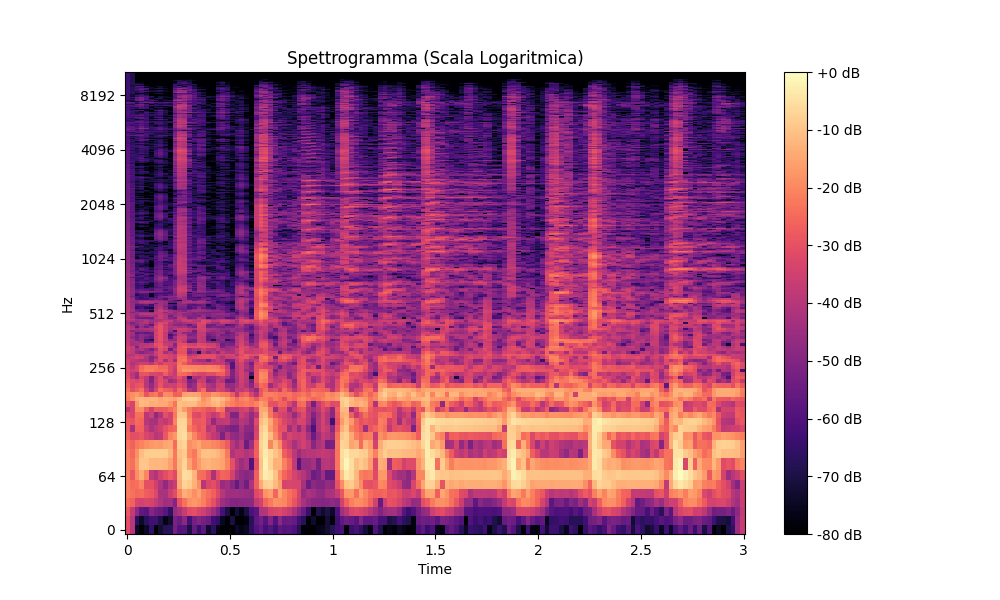 Spettrogramma (Scala Logaritmica)
Hz
8192
4096
2048
1024
512
256
128
64
0
0 0.5 1 1.5 2 2.5 3
Time
+0 dB
-10 dB
-20 dB
-30 dB
-40 dB
-50 dB
-60 dB
-70 dB
-80 dB